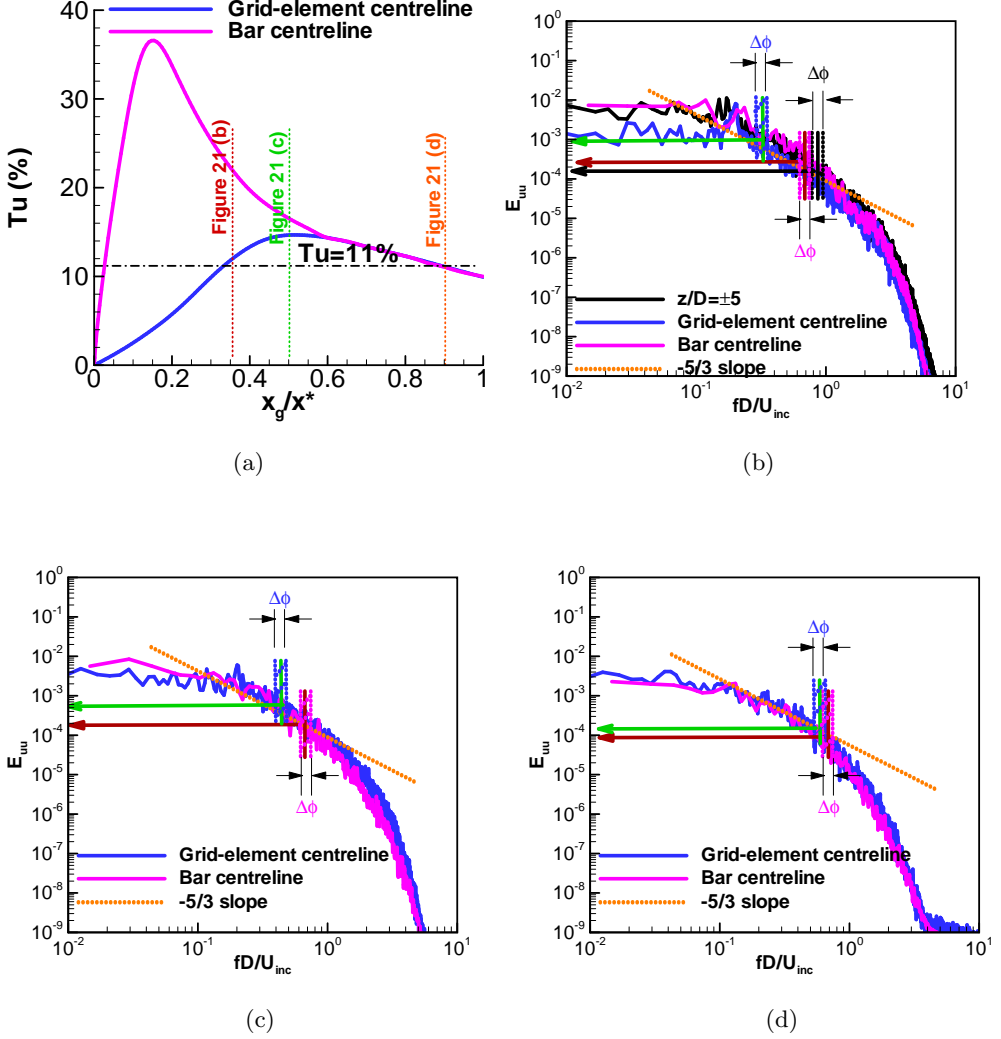 Grid-element centreline
Bar centreline
Tu (%)
40
30
20
10
0
Figure 21 (b)
Figure 21 (c)
Figure 21 (d)
Tu=11%
0 0.2 0.4 0.6 0.8 1
x_g/x*
(a)
E_uu
10^0
10^-1
10^-2
10^-3
10^-4
10^-5
10^-6
10^-7
10^-8
10^-9
Δϕ
Δϕ
Δϕ
z/D=±5
Grid-element centreline
Bar centreline
-5/3 slope
10^-2 10^-1 10^0 10^1
fD/U_inc
(b)
E_uu
10^0
10^-1
10^-2
10^-3
10^-4
10^-5
10^-6
10^-7
10^-8
10^-9
Δϕ
Δϕ
Grid-element centreline
Bar centreline
-5/3 slope
10^-2 10^-1 10^0 10^1
fD/U_inc
(c)
E_uu
10^0
10^-1
10^-2
10^-3
10^-4
10^-5
10^-6
10^-7
10^-8
10^-9
Δϕ
Δϕ
Grid-element centreline
Bar centreline
-5/3 slope
10^-2 10^-1 10^0 10^1
fD/U_inc
(d)